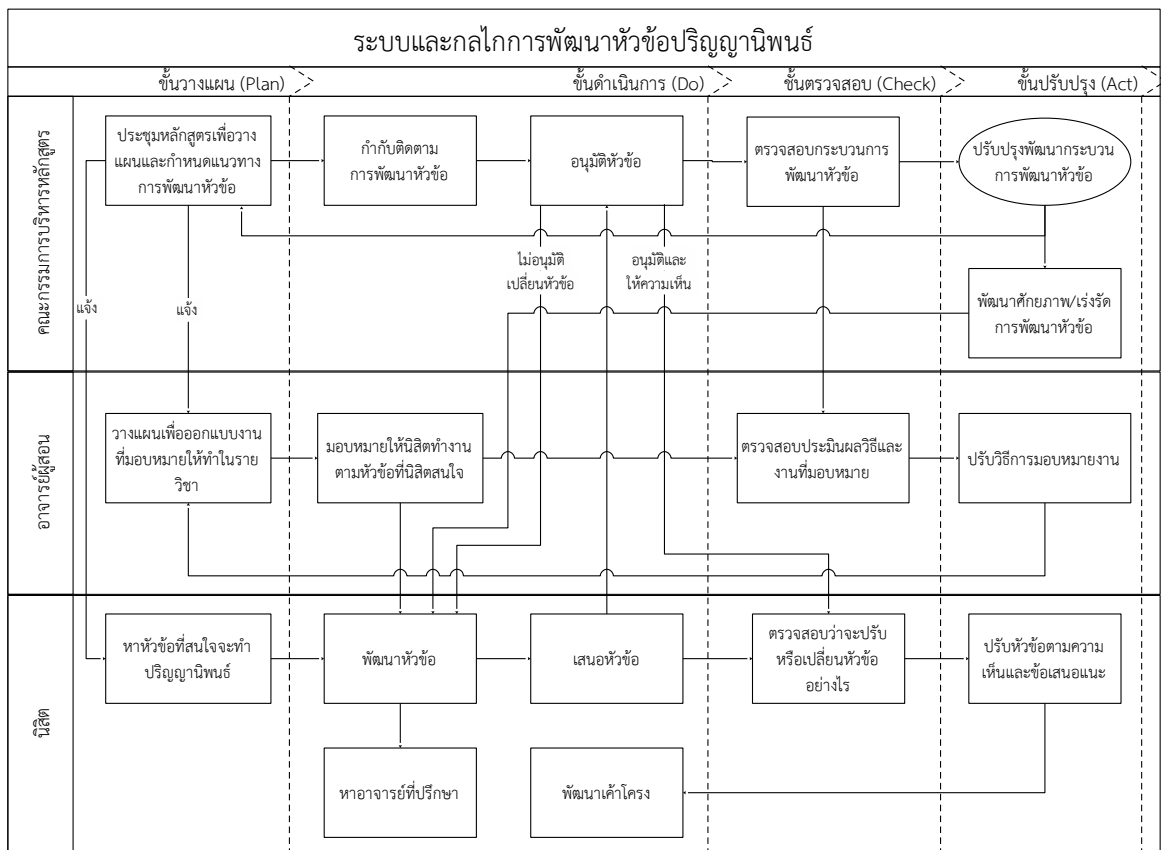 ระบบและกลไกการพัฒนาหัวข้อปริญญานิพนธ์
ขั้นวางแผน (Plan)
ขั้นดำเนินการ (Do)
ขั้นตรวจสอบ (Check)
ขั้นปรับปรุง (Act)
คณะกรรมการบริหารหลักสูตร
ประชุมหลักสูตรเพื่อวาง
แผนและกำหนดแนวทาง
การพัฒนาหัวข้อ
กำกับติดตาม
การพัฒนาหัวข้อ
อนุมัติหัวข้อ
ตรวจสอบกระบวนการ
พัฒนาหัวข้อ
ปรับปรุงพัฒนากระบวน
การพัฒนาหัวข้อ
ไม่อนุมัติ
เปลี่ยนหัวข้อ
อนุมัติและ
ให้ความเห็น
แจ้ง
แจ้ง
พัฒนาศักยภาพ/เร่งรัด
การพัฒนาหัวข้อ
อาจารย์ผู้สอน
วางแผนเพื่อออกแบบงาน
ที่มอบหมายให้ทำในราย
วิชา
มอบหมายให้นิสิตทำงาน
ตามหัวข้อที่นิสิตสนใจ
ตรวจสอบประมินผลวิธีและ
งานที่มอบหมาย
ปรับวิธีการมอบหมายงาน
นิสิต
หาหัวข้อที่สนใจจะทำ
ปริญญานิพนธ์
พัฒนาหัวข้อ
เสนอหัวข้อ
ตรวจสอบว่าจะปรับ
หรือเปลี่ยนหัวข้อ
อย่างไร
ปรับหัวข้อตามความ
เห็นและข้อเสนอแนะ
หาอาจารย์ที่ปรึกษา
พัฒนาเค้าโครง